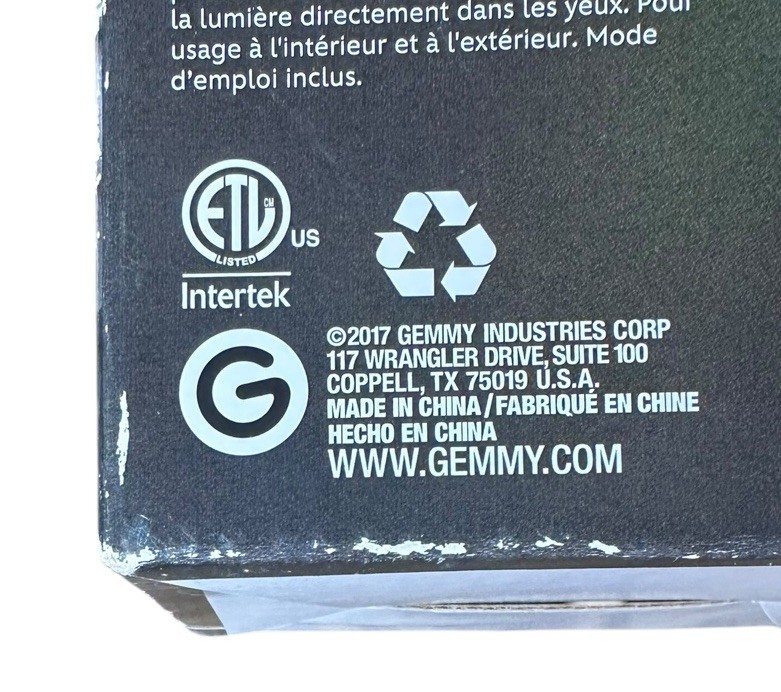 la lumière directement dans les yeux. Pour
usage à l'intérieur et à l'extérieur. Mode
d'emploi inclus.
ETL CM
LISTED
US
Intertek
G
©2017 GEMMY INDUSTRIES CORP
117 WRANGLER DRIVE, SUITE 100
COPPELL, TX 75019 U.S.A.
MADE IN CHINA/FABRIQUÉ EN CHINE
HECHO EN CHINA
WWW.GEMMY.COM